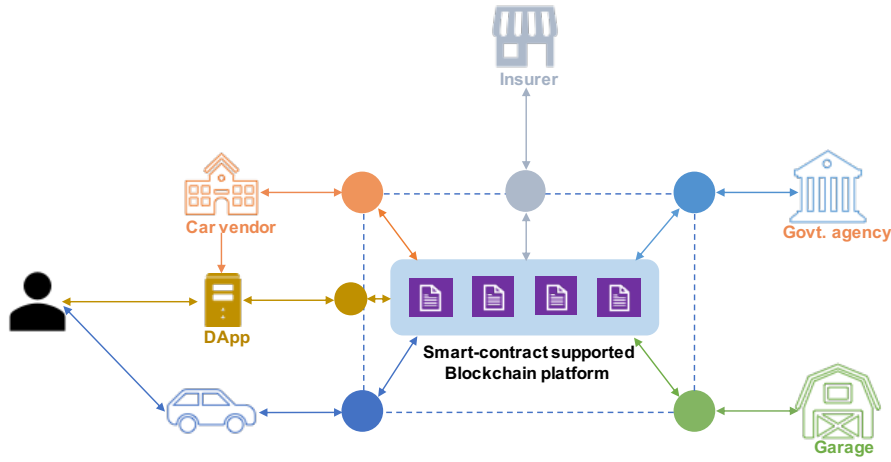 Insurer
Car vendor
Govt. agency
DApp
Smart-contract supported
Blockchain platform
Garage